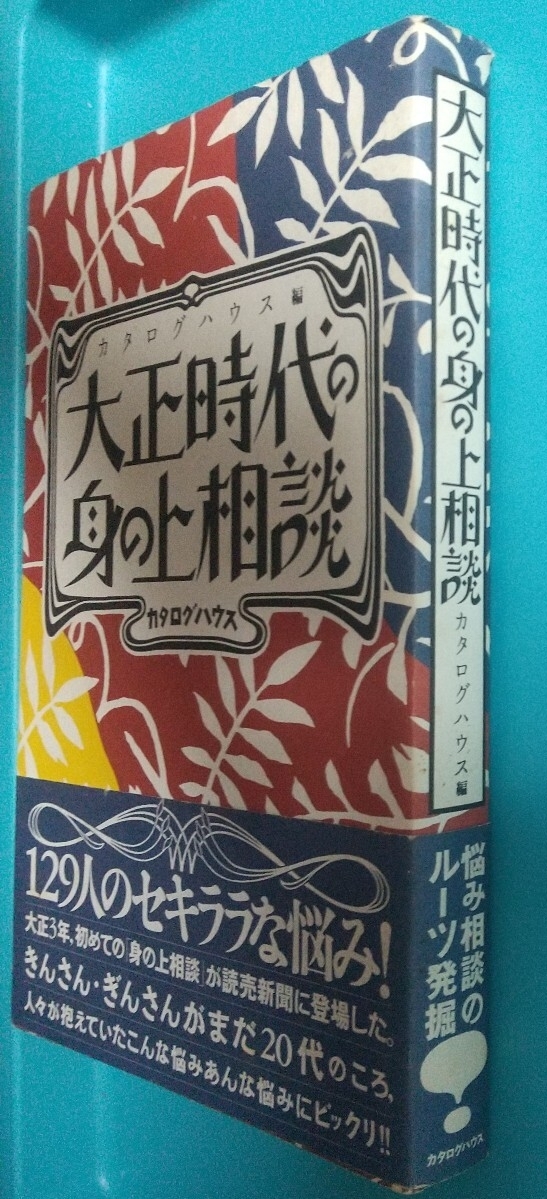 カタログハウス編
大正時代の
身の上相談
カタログハウス
129人のセキララな悩み!
大正3年,初めての「身の上相談」が読売新聞に登場した。
きんさん・ぎんさんがまだ20代のころ,
人々が抱えていたこんな悩みあんな悩みにビックリ!!
大正時代の身の上相談
カタログハウス編
悩み相談の
ルーツ発掘
カタログハウス